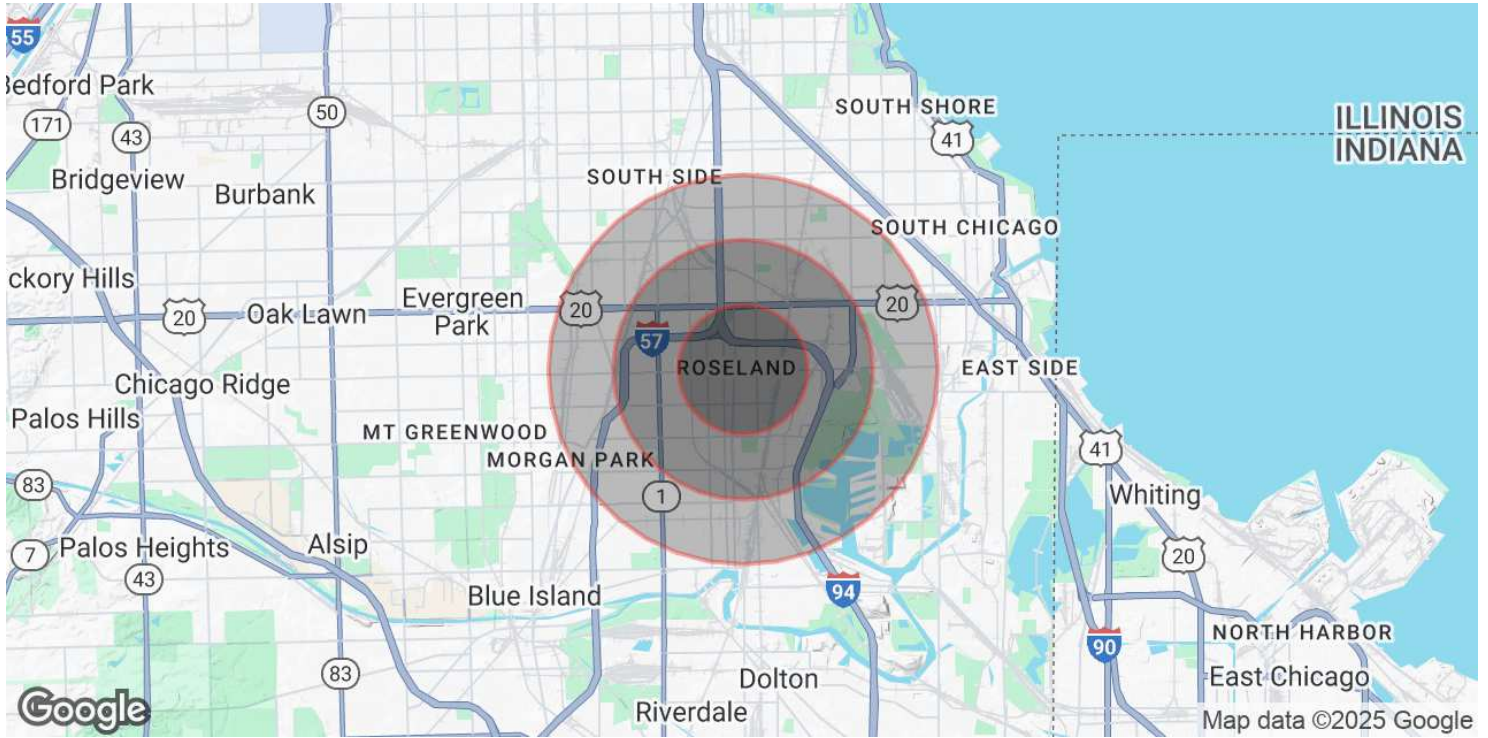 55
Bedford Park
50
SOUTH SHORE
ILLINOIS
INDIANA
171
43
41
Bridgeview
SOUTH SIDE
Burbank
SOUTH CHICAGO
ckory Hills
Evergreen
Park
20
20
20
Oak Lawn
57
ROSELAND
EAST SIDE
Chicago Ridge
Palos Hills
MT GREENWOOD
MORGAN PARK
41
83
1
Whiting
7
Palos Heights
Alsip
20
43
Blue Island
94
NORTH HARBOR
90
83
Dolton
East Chicago
Google
Riverdale
Map data ©2025 Google